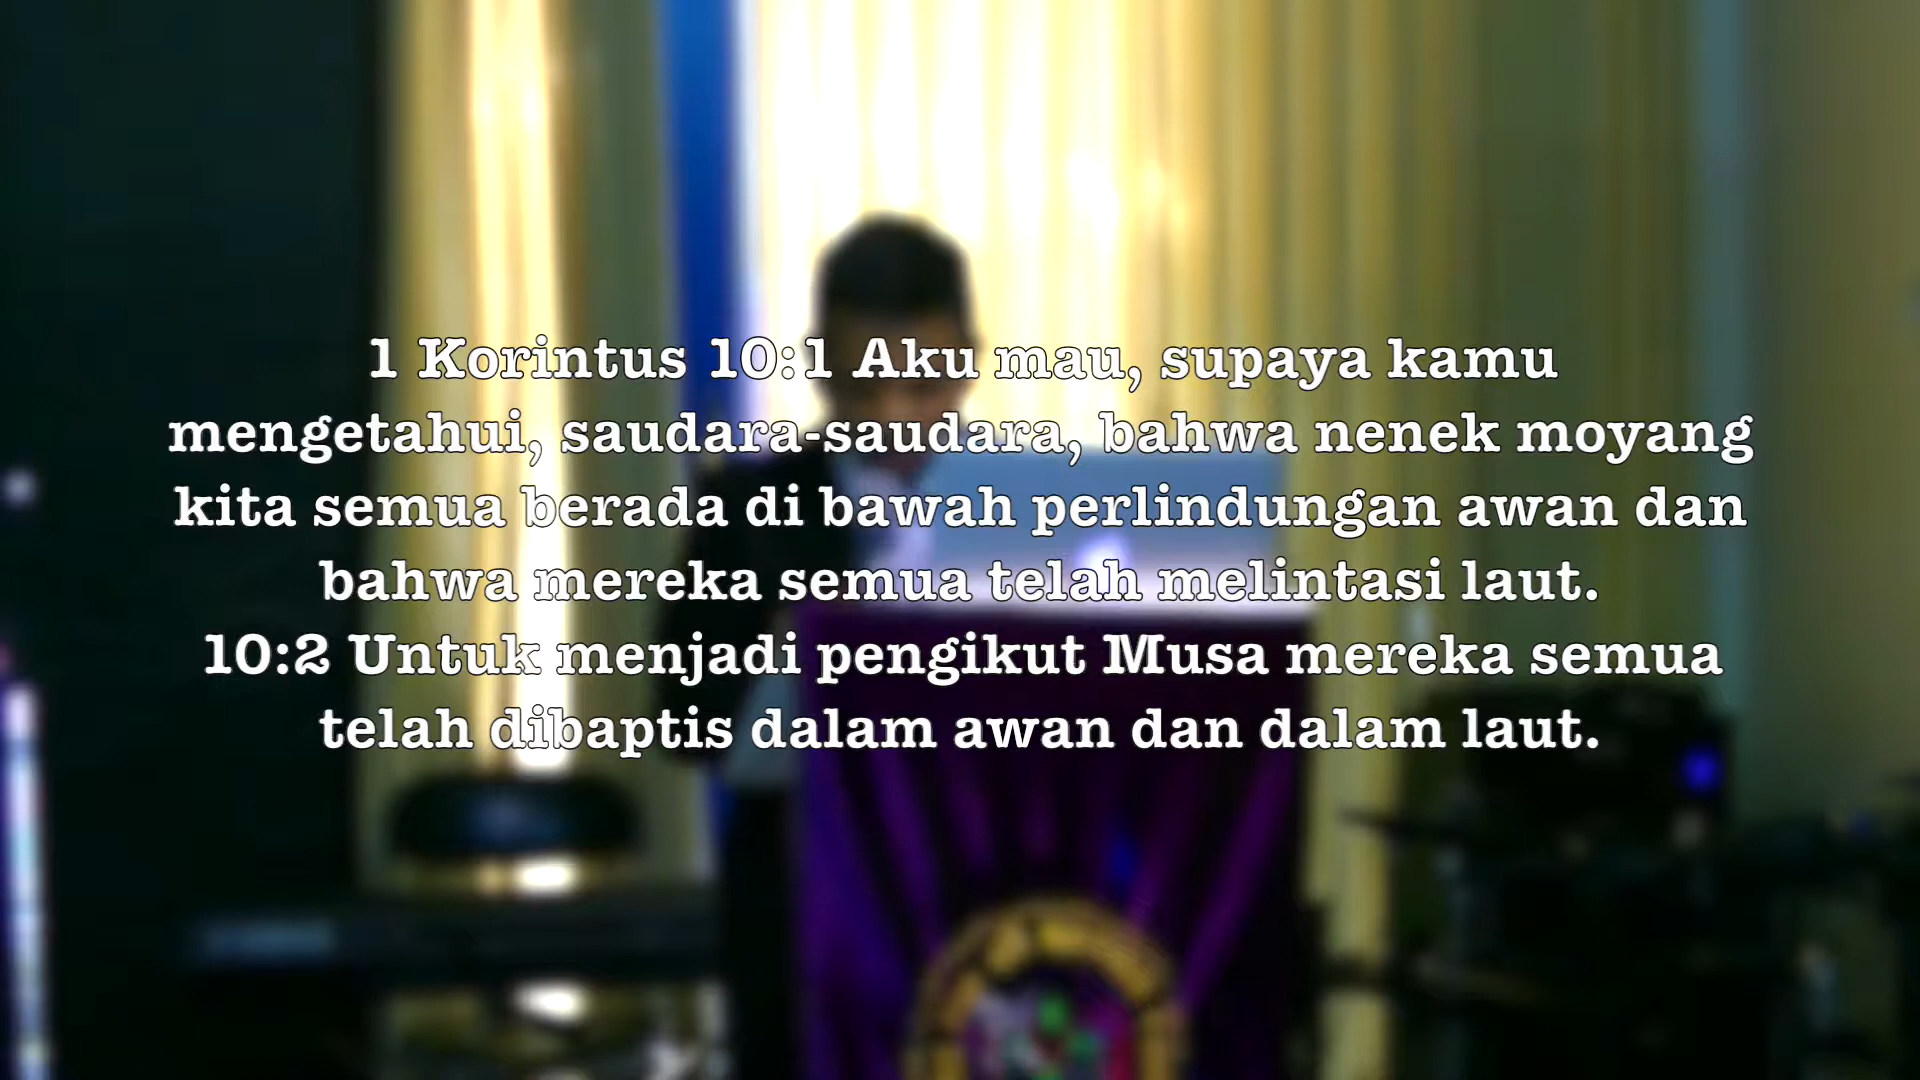 1 Korintus 10:1 Aku mau, supaya kamu
mengetahui, saudara-saudara, bahwa nenek moyang
kita semua berada di bawah perlindungan awan dan
bahwa mereka semua telah melintasi laut.
10:2 Untuk menjadi pengikut Musa mereka semua
telah dibaptis dalam awan dan dalam laut.